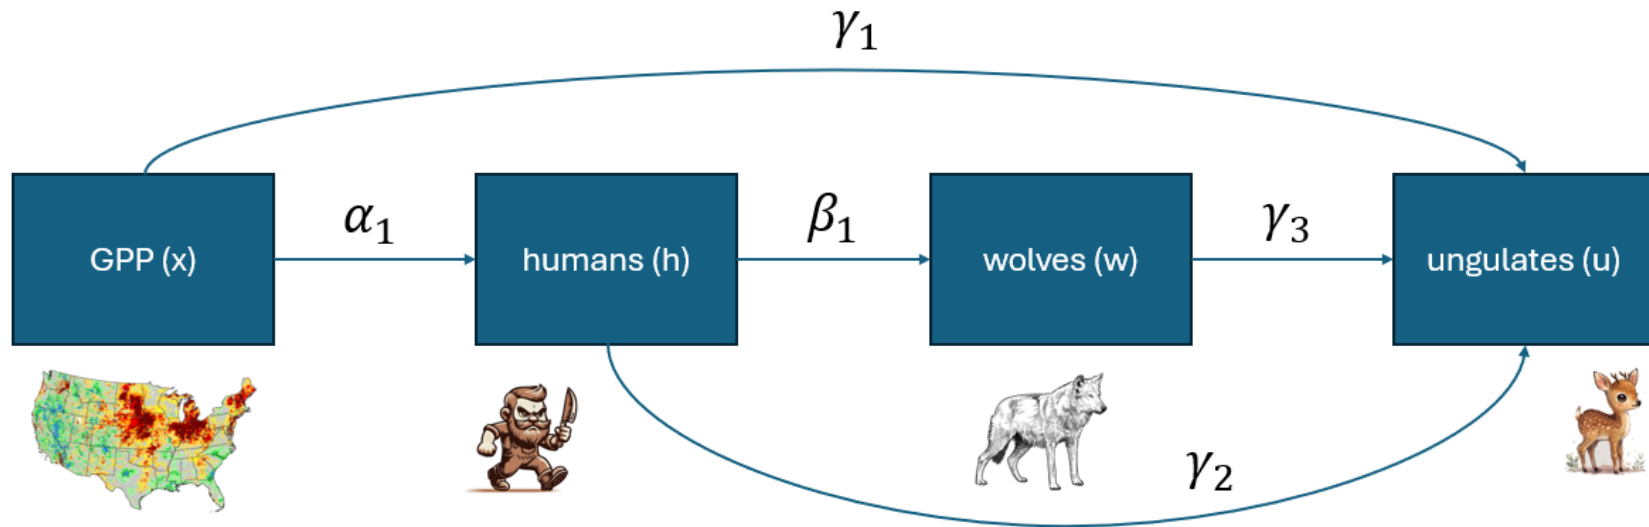 γ₁
GPP (x)
α₁
humans (h)
β₁
wolves (w)
γ₃
ungulates (u)
γ₂